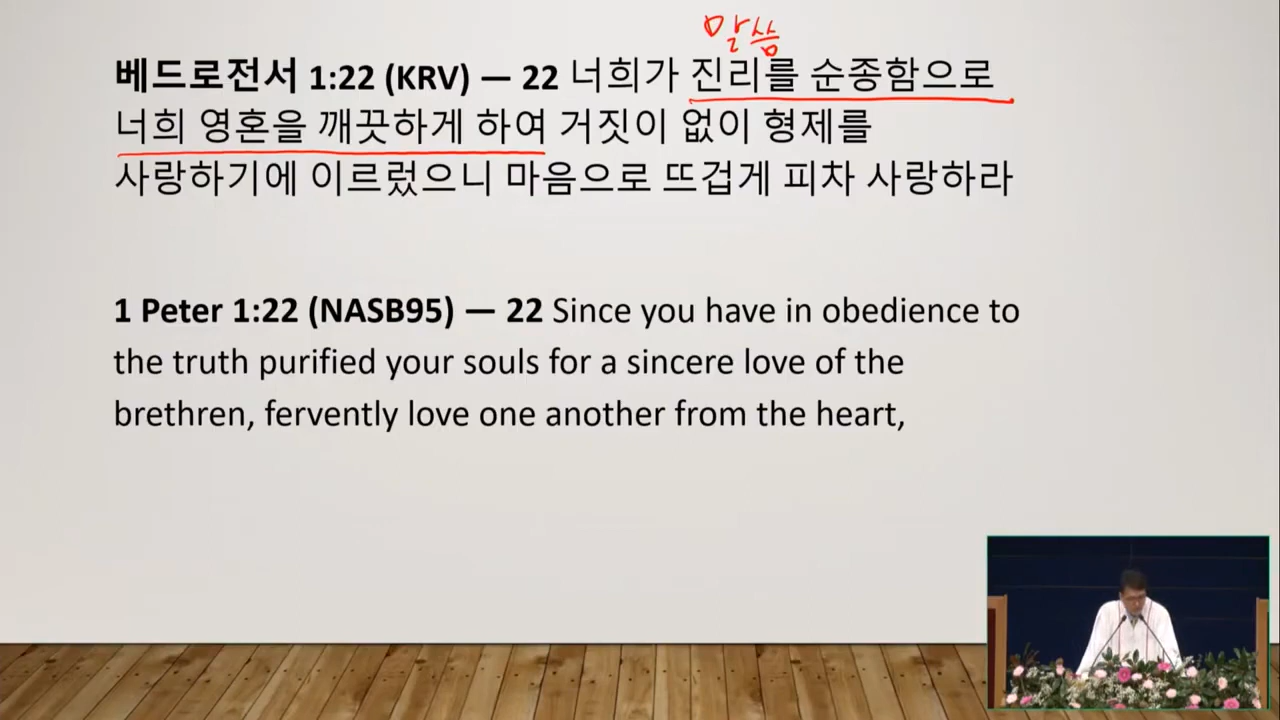 말씀
베드로전서 1:22 (KRV) — 22 너희가 진리를 순종함으로
너희 영혼을 깨끗하게 하여 거짓이 없이 형제를
사랑하기에 이르렀으니 마음으로 뜨겁게 피차 사랑하라
1 Peter 1:22 (NASB95) — 22 Since you have in obedience to
the truth purified your souls for a sincere love of the
brethren, fervently love one another from the heart,